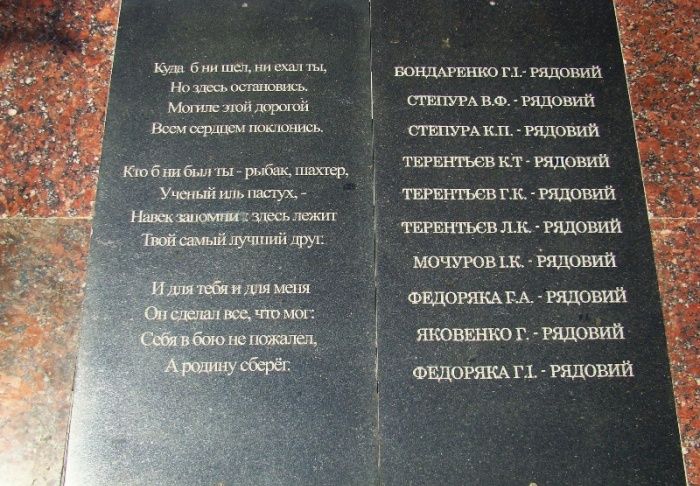 Куда б ни шёл, ни ехал ты,
Но здесь остановись.
Могиле этой дорогой
Всем сердцем поклонись.
Кто б ни был ты - рыбак, шахтер,
Ученый иль пастух, -
Навек запомни : здесь лежит
Твой самый лучший друг.
И для тебя и для меня
Он сделал все, что мог:
Себя в бою не пожалел,
А родину сберёг.
БОНДАРЕНКО Г.І.- РЯДОВИЙ
СТЕПУРА В.Ф. - РЯДОВИЙ
СТЕПУРА К.П. - РЯДОВИЙ
ТЕРЕНТЬЄВ К.Т - РЯДОВИЙ
ТЕРЕНТЬЄВ Г.К. - РЯДОВИЙ
ТЕРЕНТЬЄВ Л.К. - РЯДОВИЙ
МОЧУРОВ І.К. - РЯДОВИЙ
ФЕДОРЯКА Г.А. - РЯДОВИЙ
ЯКОВЕНКО Г. - РЯДОВИЙ
ФЕДОРЯКА Г.І. - РЯДОВИЙ